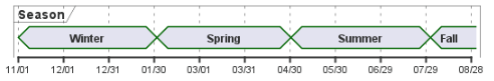 Season
Winter Spring Summer Fall
11/01 12/01 12/31 01/30 03/01 03/31 04/30 05/30 06/29 07/29 08/28